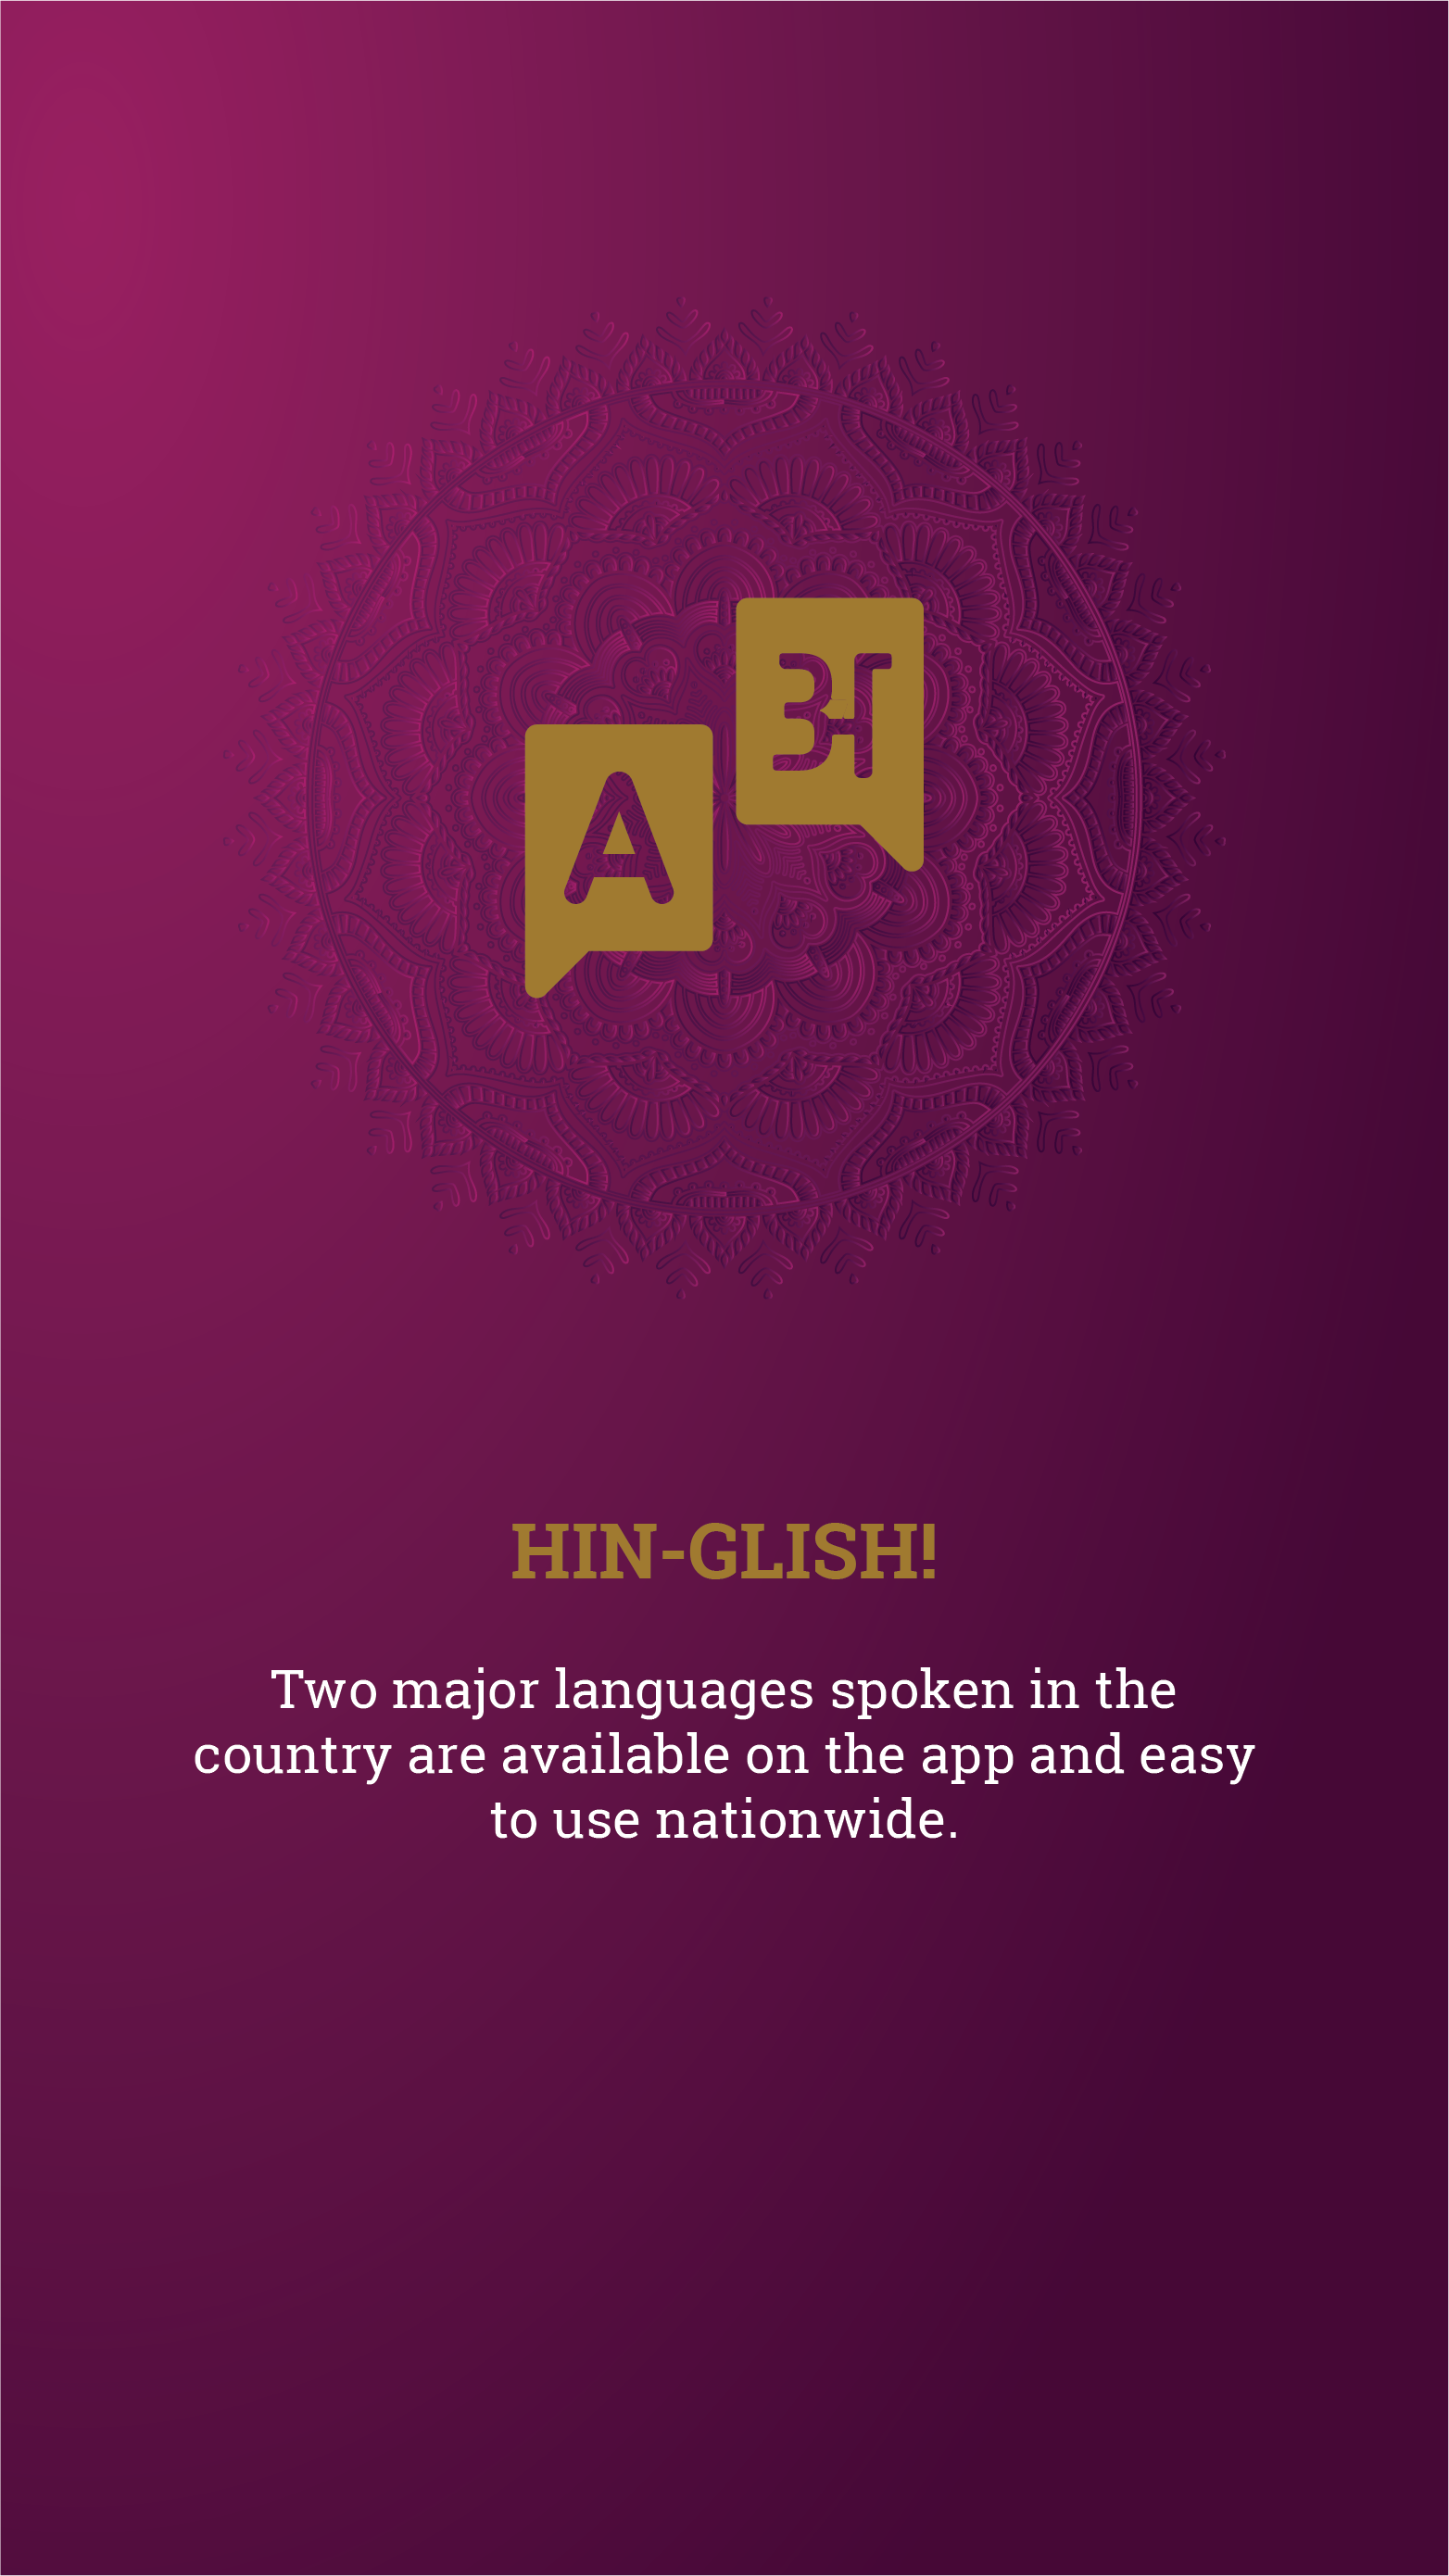 अ
A
HIN-GLISH!
Two major languages spoken in the
country are available on the app and easy
to use nationwide.